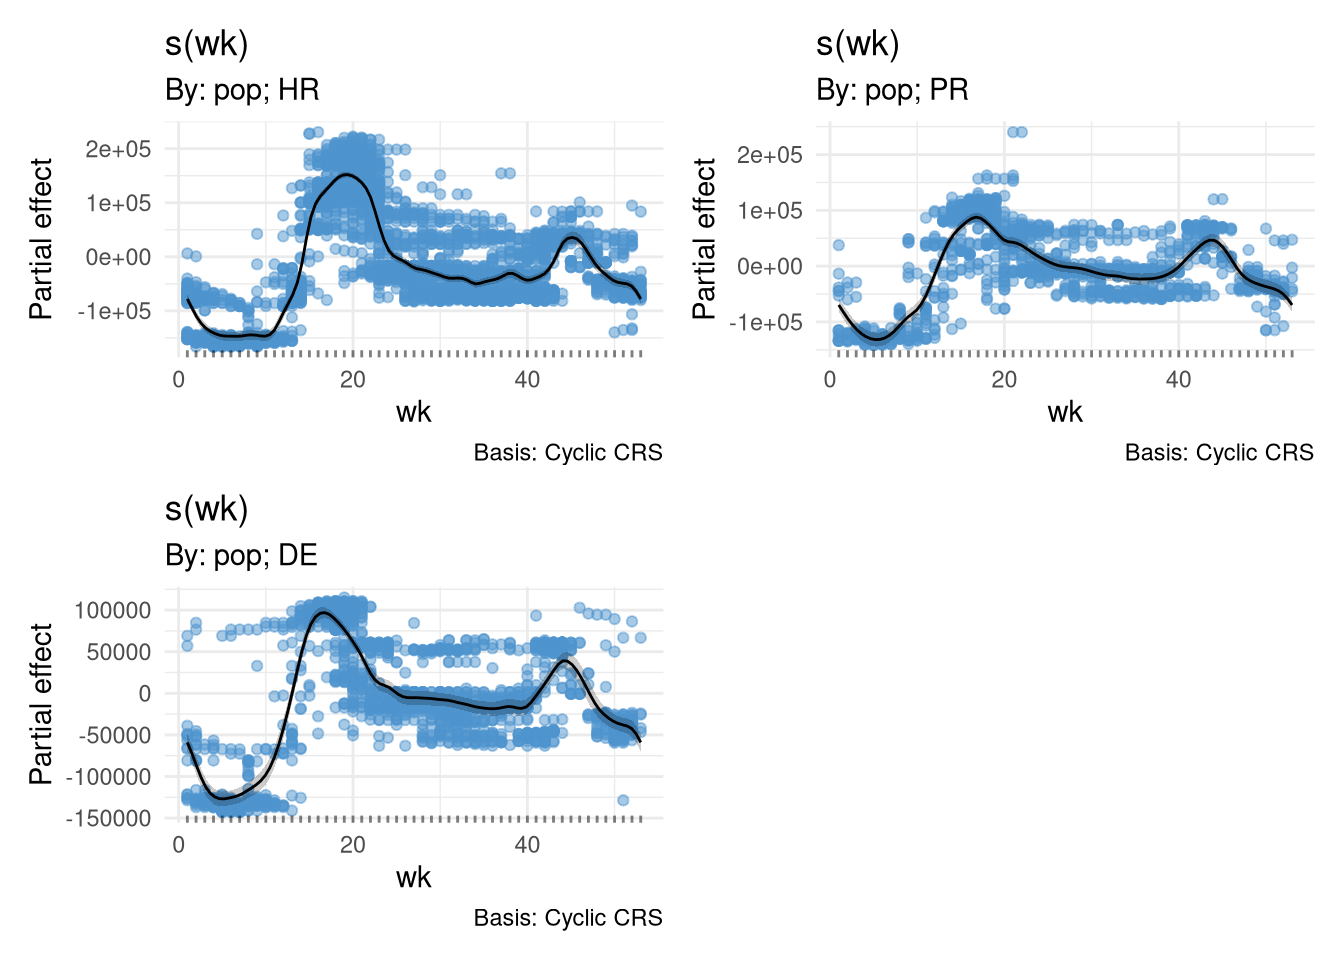 s(wk)
By: pop; HR
Partial effect
2e+05
1e+05
0e+00
-1e+05
0
20
40
wk
Basis: Cyclic CRS
s(wk)
By: pop; PR
Partial effect
2e+05
1e+05
0e+00
-1e+05
0
20
40
wk
Basis: Cyclic CRS
s(wk)
By: pop; DE
Partial effect
100000
50000
0
-50000
-100000
-150000
0
20
40
wk
Basis: Cyclic CRS